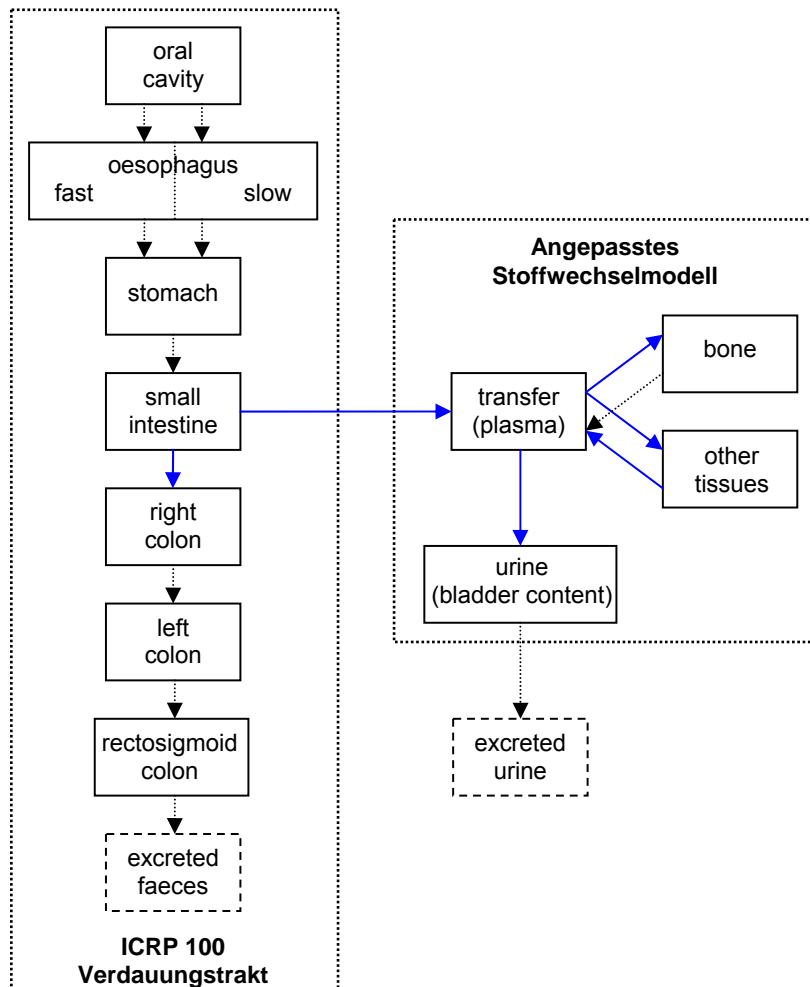 oral
cavity
oesophagus
fast slow
stomach
small
intestine
right
colon
left
colon
rectosigmoid
colon
excreted
faeces
ICRP 100
Verdauungstrakt
Angepasstes
Stoffwechselmodell
transfer
(plasma)
bone
other
tissues
urine
(bladder content)
excreted
urine